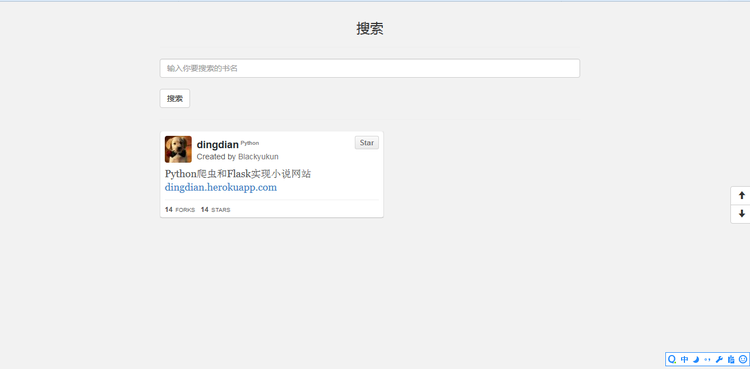 搜索
输入你要搜索的书名
搜索
dingdian Python
Star
Created by Blackyukun
Python爬虫和Flask实现小说网站
dingdian.herokuapp.com
14 FORKS 14 STARS
中